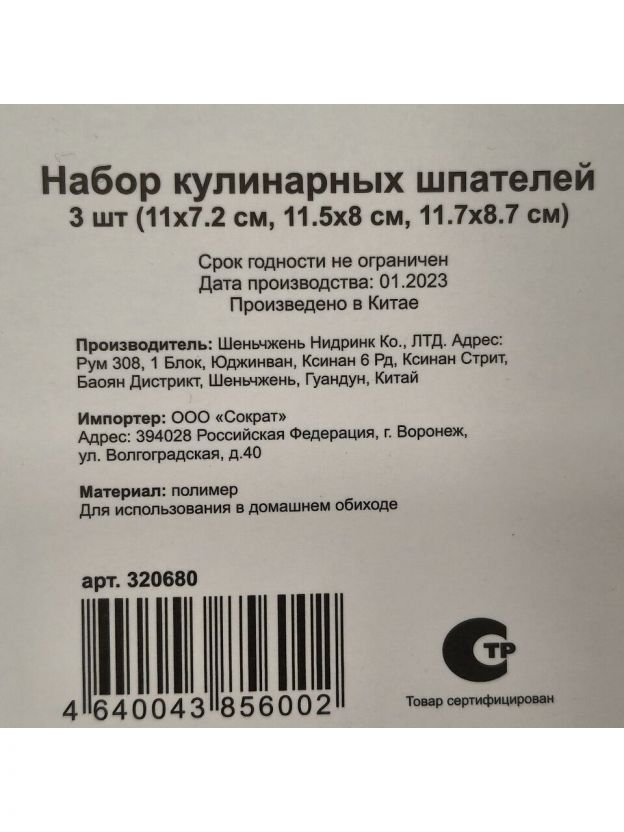 Набор кулинарных шпателей
3 шт (11х7.2 см, 11.5х8 см, 11.7х8.7 см)
Срок годности не ограничен
Дата производства: 01.2023
Произведено в Китае
Производитель: Шеньчжень Нидринк Ко., ЛТД. Адрес:
Рум 308, 1 Блок, Юджинван, Ксинан 6 Рд, Ксинан Стрит,
Баоян Дистрикт, Шеньчжень, Гуандун, Китай
Импортер: ООО «Сократ»
Адрес: 394028 Российская Федерация, г. Воронеж,
ул. Волгоградская, д.40
Материал: полимер
Для использования в домашнем обиходе
арт. 320680
4 640043 856002
СТР
Товар сертифицирован